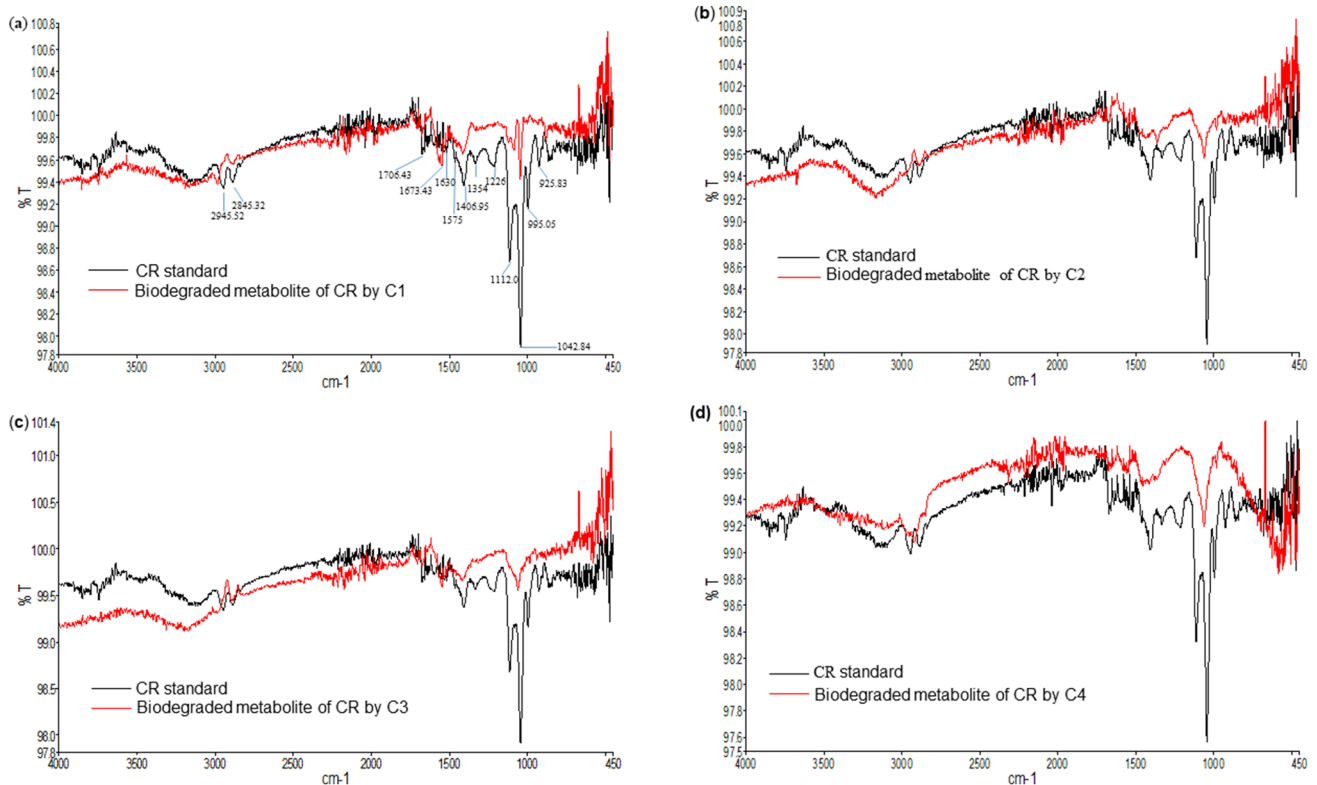 (a)
100.8
100.6
100.4
100.2
100.0
99.8
99.6
99.4
99.2
99.0
98.8
98.6
98.4
98.2
98.0
97.8
% T
4000 3000 2500 2000 1500 1000 450
cm-1
2945.52
2845.32
1706.43
1673.43
1630
1575
1406.95
1354
1226
1112.0
1042.84
995.05
925.83
CR standard
Biodegraded metabolite of CR by C1
(b)
100.9
100.8
100.6
100.4
100.2
100.0
99.8
99.6
99.4
99.2
99.0
98.8
98.6
98.4
98.2
98.0
97.8
% T
4000 3500 3000 2500 2000 1500 1000 450
cm-1
CR standard
Biodegraded metabolite of CR by C2
(c)
101.4
101.0
100.5
100.0
99.5
99.0
98.5
98.0
97.8
% T
4000 3500 3000 2500 2000 1500 1000 450
cm-1
CR standard
Biodegraded metabolite of CR by C3
(d)
100.1
100.0
99.8
99.6
99.4
99.2
99.0
98.8
98.6
98.4
98.2
98.0
97.8
97.6
97.5
% T
4000 3500 3000 2500 2000 1500 1000 450
cm-1
CR standard
Biodegraded metabolite of CR by C4